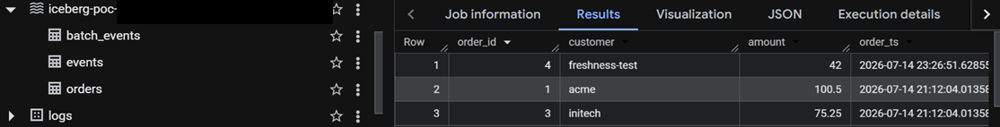 iceberg-poc-
batch_events
events
orders
logs
Job information Results Visualization JSON Execution details
Row order_id customer amount order_ts
1 4 freshness-test 42 2026-07-14 23:26:51.62855
2 1 acme 100.5 2026-07-14 21:12:04.01358
3 3 initech 75.25 2026-07-14 21:12:04.01358